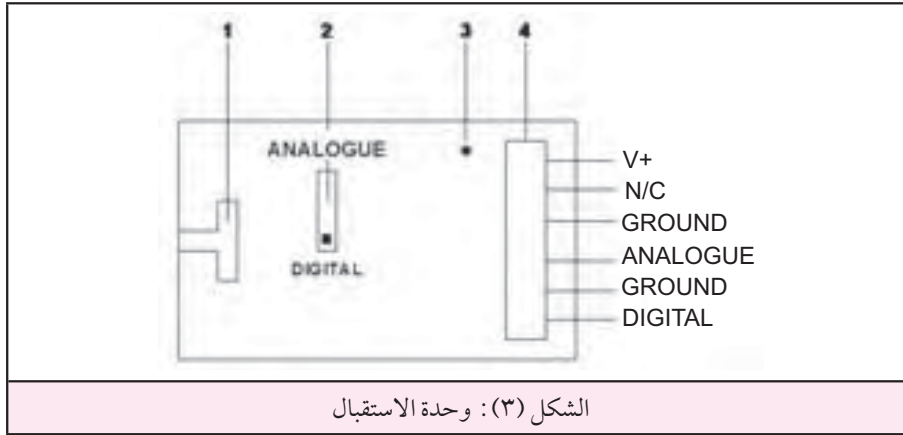 1 2 3 4
ANALOGUE
DIGITAL
V+
N/C
GROUND
ANALOGUE
GROUND
DIGITAL
الشكل (٣): وحدة الاستقبال